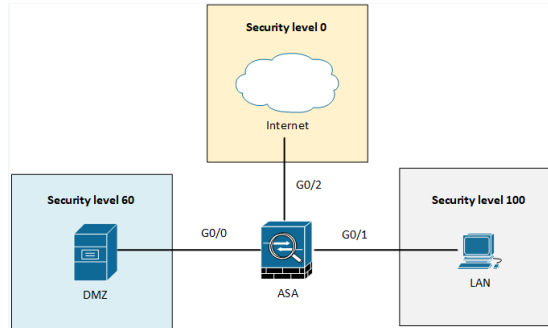 Security level 0
Internet
G0/2
Security level 60
Security level 100
G0/0
G0/1
DMZ
ASA
LAN